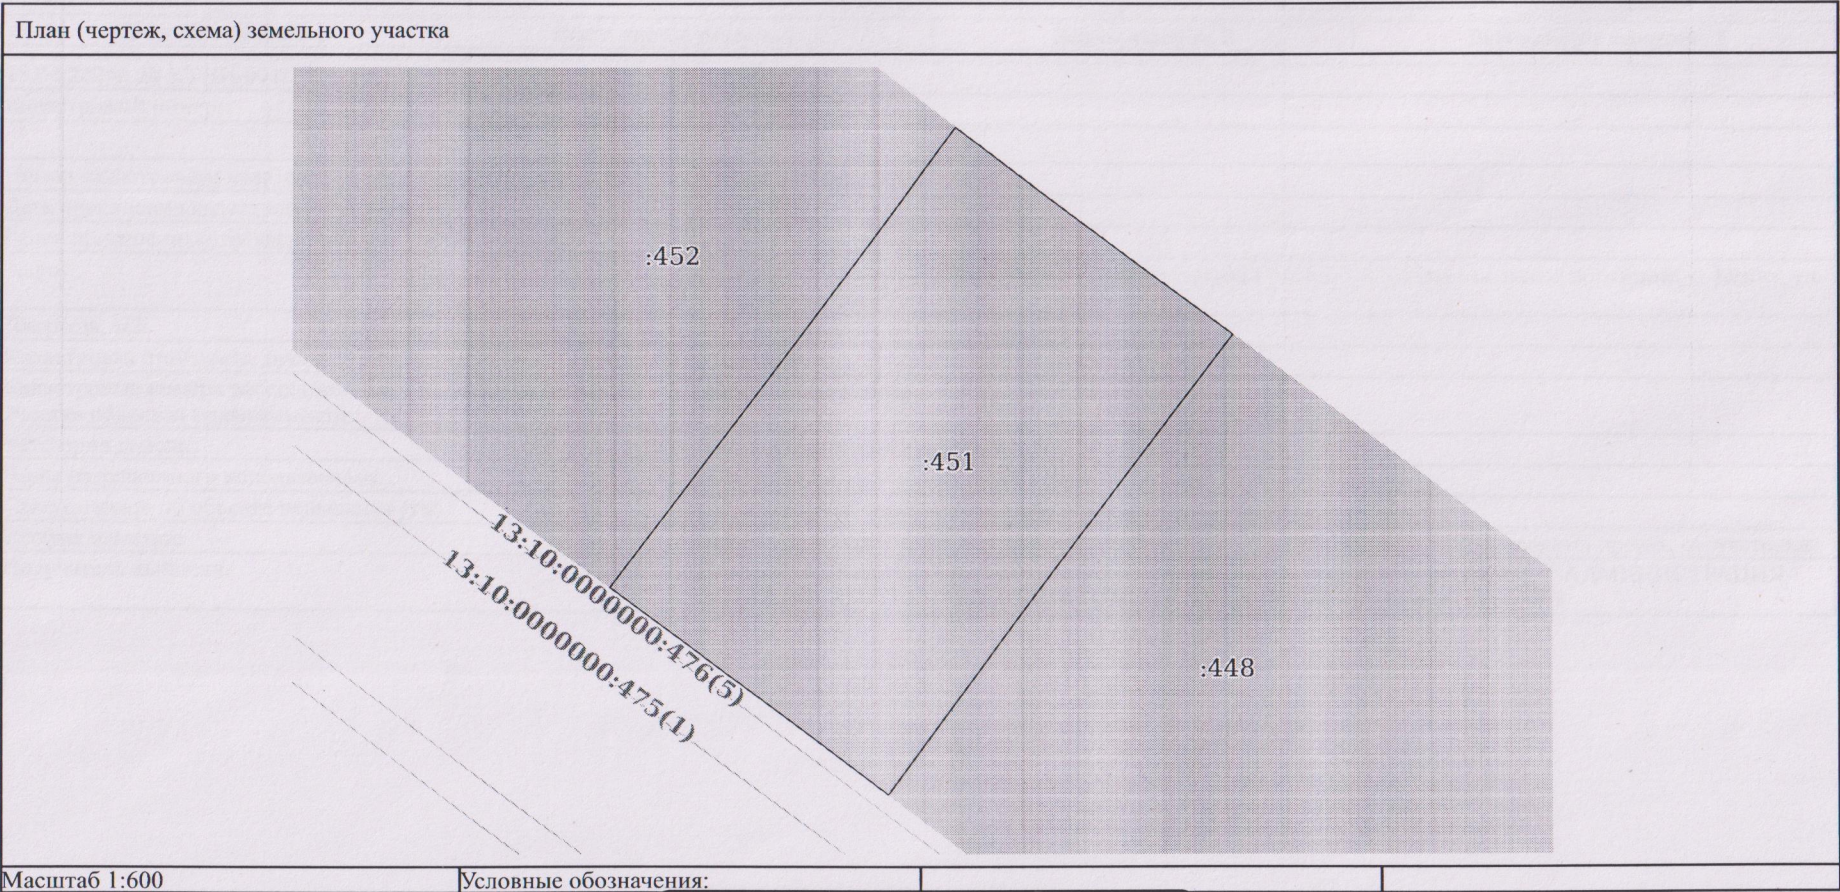 План (чертеж, схема) земельного участка
:452
:451
13:10:0000000:476(5)
13:10:0000000:475(1)
:448
Масштаб 1:600
Условные обозначения: